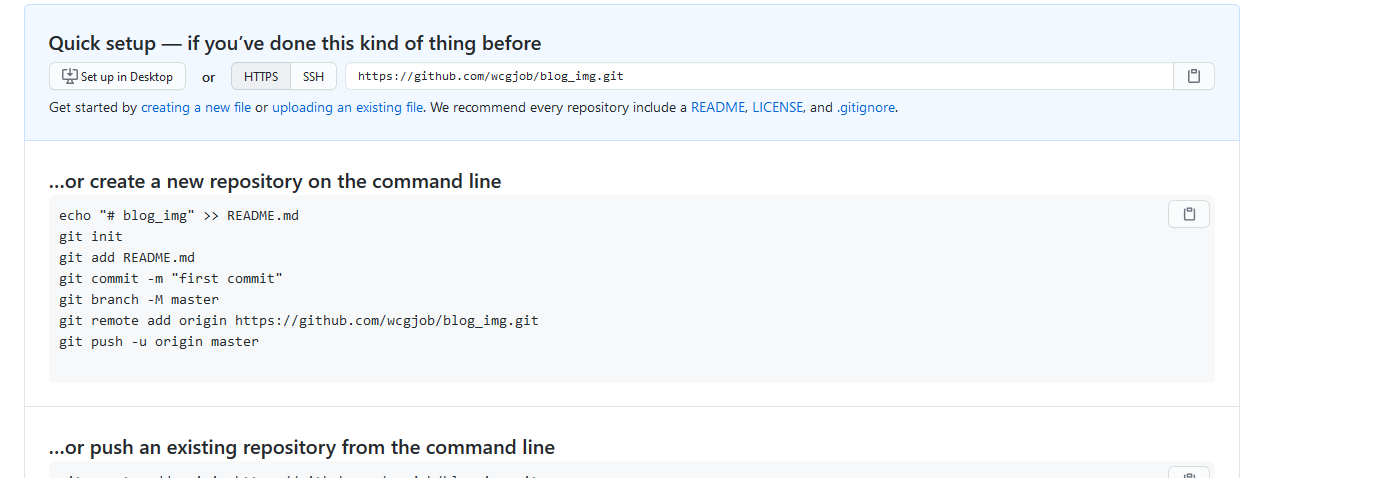 Quick setup — if you’ve done this kind of thing before
Set up in Desktop or HTTPS SSH https://github.com/wcgjob/blog_img.git
Get started by creating a new file or uploading an existing file. We recommend every repository include a README, LICENSE, and .gitignore.
…or create a new repository on the command line
echo "# blog_img" >> README.md
git init
git add README.md
git commit -m "first commit"
git branch -M master
git remote add origin https://github.com/wcgjob/blog_img.git
git push -u origin master
…or push an existing repository from the command line